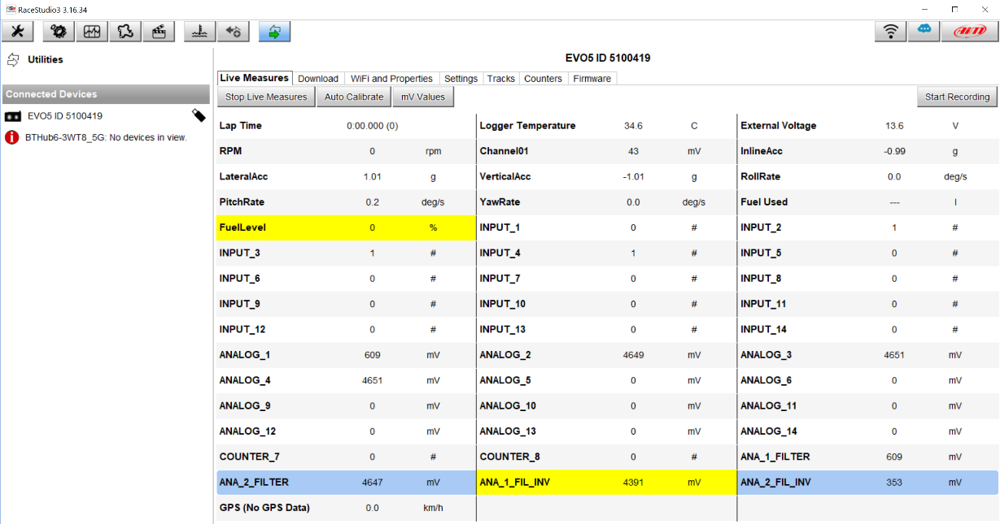 RaceStudio3 3.16.34
AiM
Utilities
EVO5 ID 5100419
Live Measures Download WiFi and Properties Settings Tracks Counters Firmware
Connected Devices
Stop Live Measures Auto Calibrate mV Values Start Recording
EVO5 ID 5100419
BTHub6-3WT8_5G: No devices in view.
Lap Time 0:00.000 (0) Logger Temperature 34.6 C External Voltage 13.6 V
RPM 0 rpm Channel01 43 mV InlineAcc -0.99 g
LateralAcc 1.01 g VerticalAcc -1.01 g RollRate 0.0 deg/s
PitchRate 0.2 deg/s YawRate 0.0 deg/s Fuel Used --- l
FuelLevel 0 % INPUT_1 0 # INPUT_2 1 #
INPUT_3 1 # INPUT_4 1 # INPUT_5 0 #
INPUT_6 0 # INPUT_7 0 # INPUT_8 0 #
INPUT_9 0 # INPUT_10 0 # INPUT_11 0 #
INPUT_12 0 # INPUT_13 0 # INPUT_14 0 #
ANALOG_1 609 mV ANALOG_2 4649 mV ANALOG_3 4651 mV
ANALOG_4 4651 mV ANALOG_5 0 mV ANALOG_6 0 mV
ANALOG_9 0 mV ANALOG_10 0 mV ANALOG_11 0 mV
ANALOG_12 0 mV ANALOG_13 0 mV ANALOG_14 0 mV
COUNTER_7 0 # COUNTER_8 0 # ANA_1_FILTER 609 mV
ANA_2_FILTER 4647 mV ANA_1_FIL_INV 4391 mV ANA_2_FIL_INV 353 mV
GPS (No GPS Data) 0.0 km/h